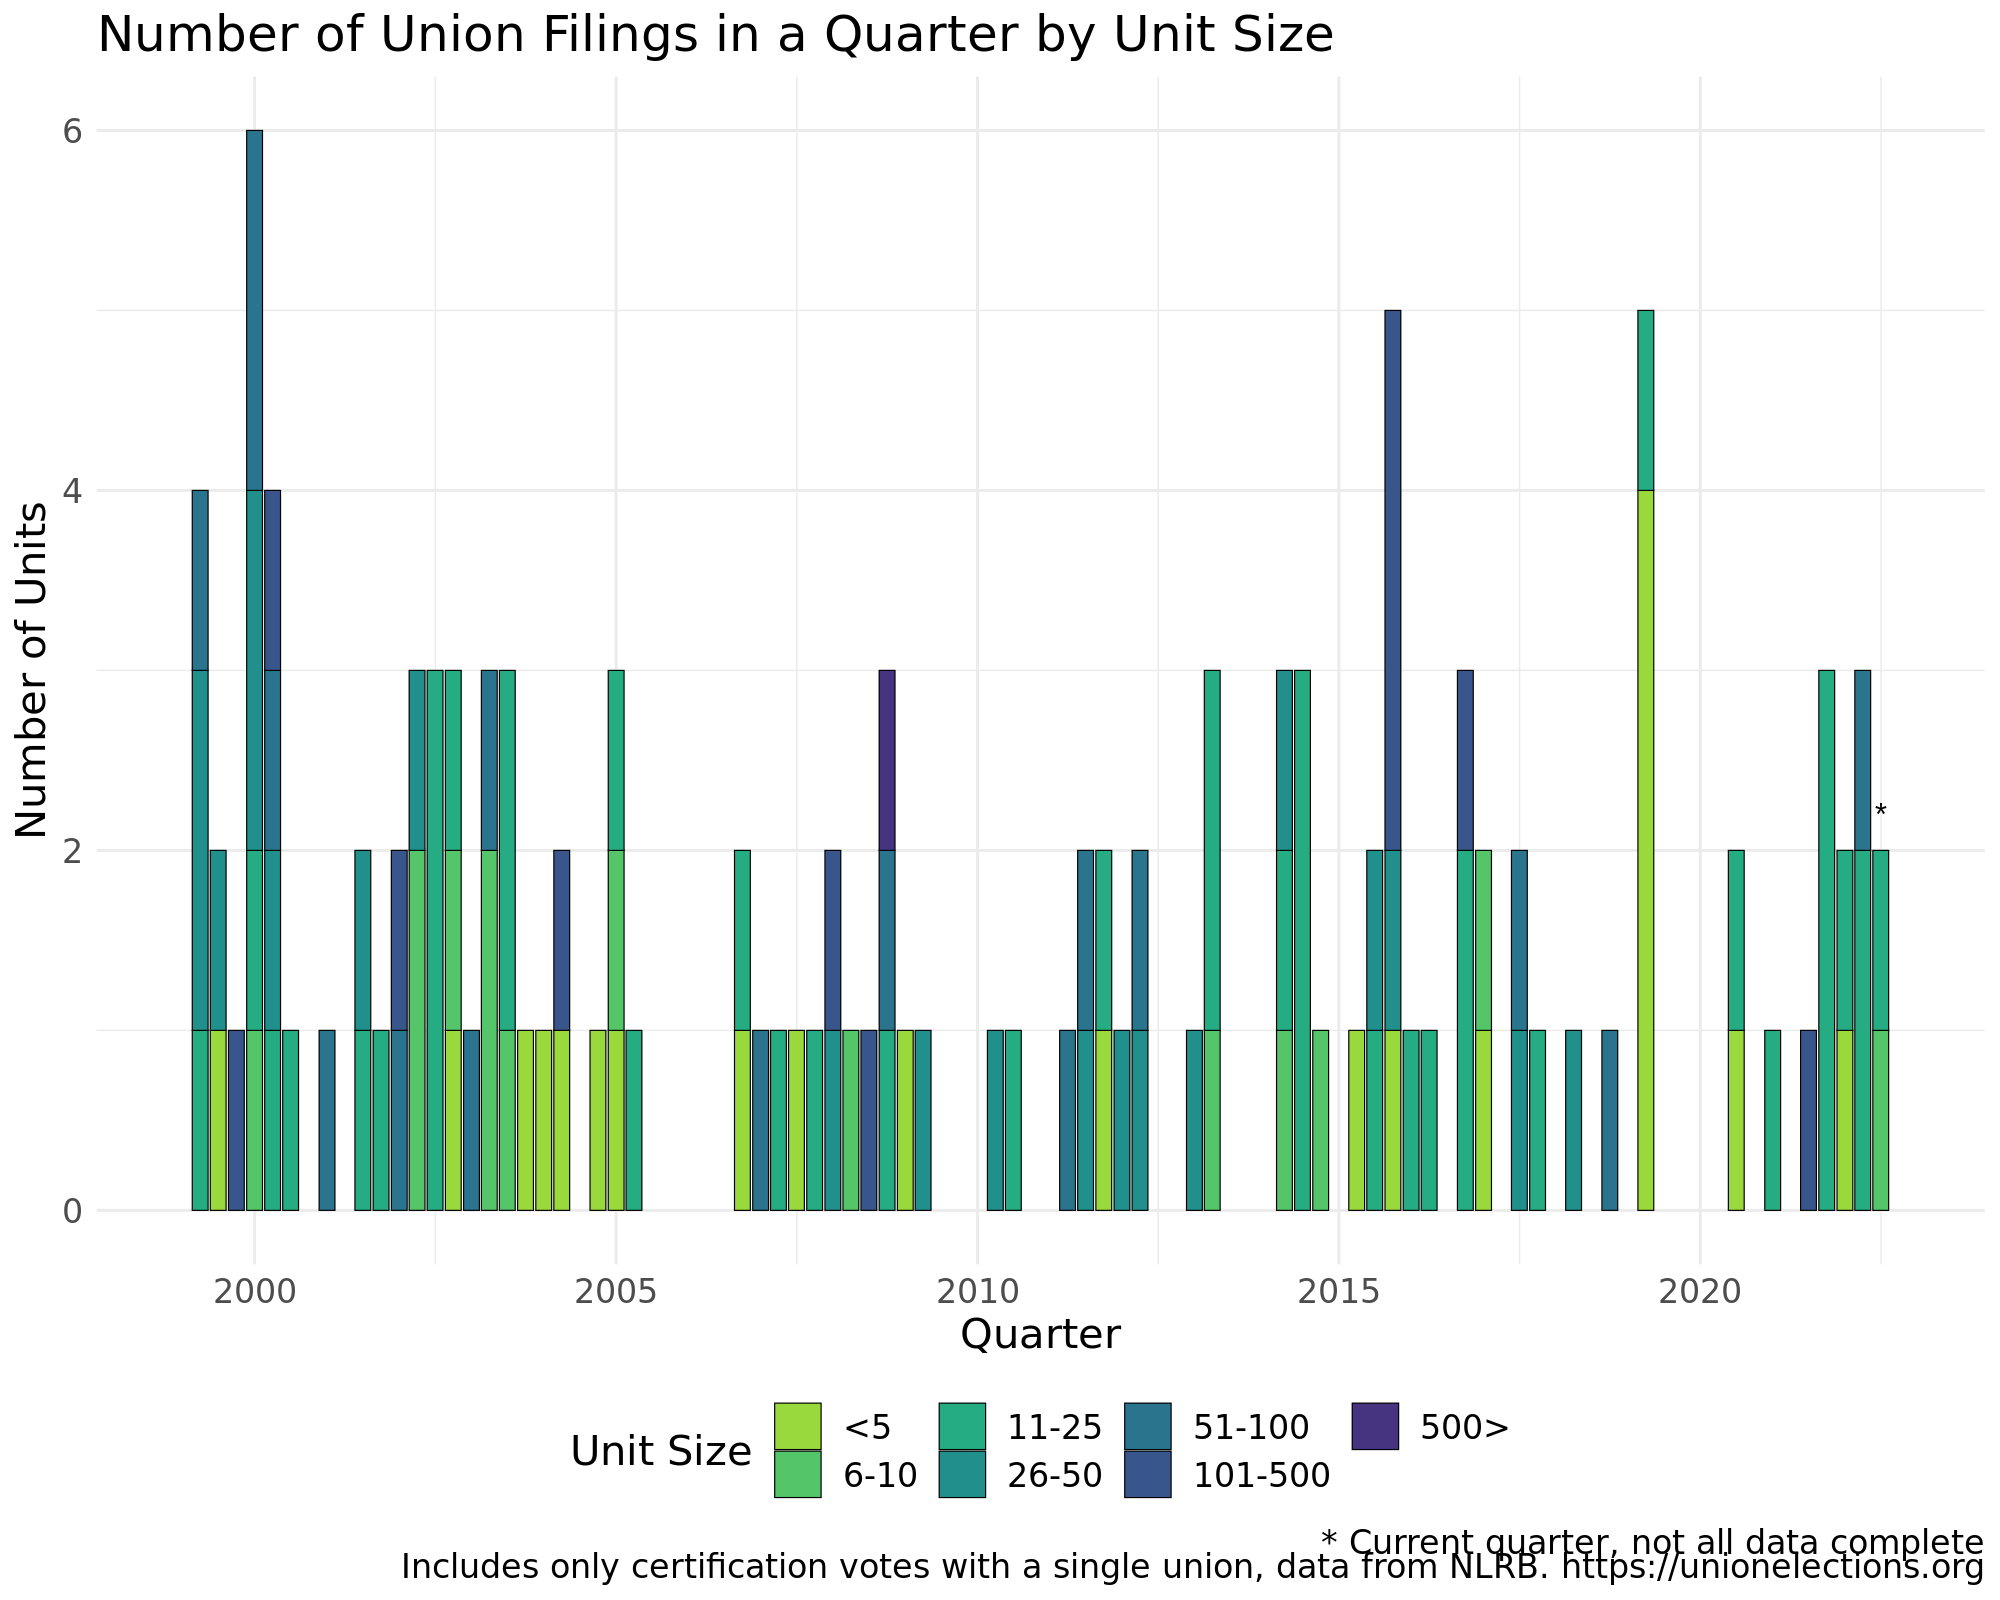 Number of Union Filings in a Quarter by Unit Size
Number of Units
6
4
2
0
*
2000 2005 2010 2015 2020
Quarter
Unit Size
<5 11-25 51-100 500>
6-10 26-50 101-500
* Current quarter, not all data complete
Includes only certification votes with a single union, data from NLRB. https://unionelections.org